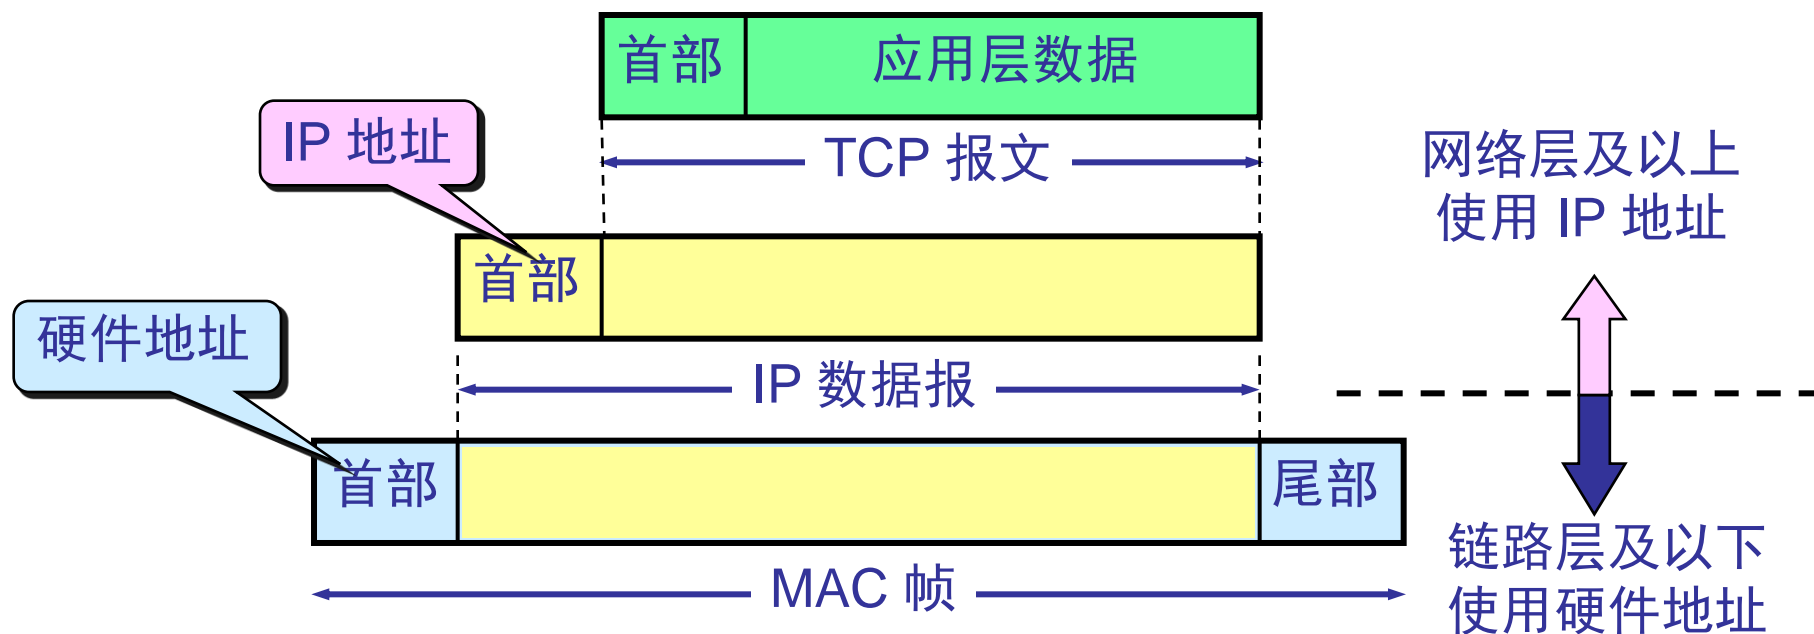 首部 应用层数据
IP 地址
TCP 报文
网络层及以上
使用 IP 地址
首部
硬件地址
IP 数据报
首部 尾部
链路层及以下
使用硬件地址
MAC 帧